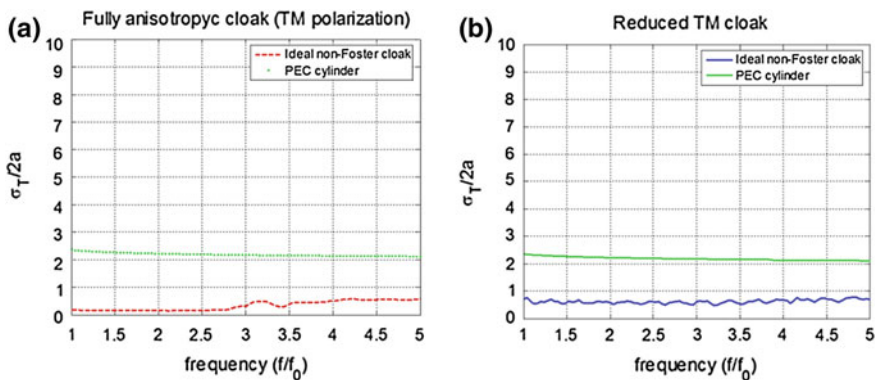 (a)
Fully anisotropyc cloak (TM polarization)
10
9
8
7
6
5
4
3
2
1
0
σT/2a
Ideal non-Foster cloak
PEC cylinder
1 1.5 2 2.5 3 3.5 4 4.5 5
frequency (f/f0)
(b)
Reduced TM cloak
10
9
8
7
6
5
4
3
2
1
0
σT/2a
Ideal non-Foster cloak
PEC cylinder
1 1.5 2 2.5 3 3.5 4 4.5 5
frequency (f/f0)